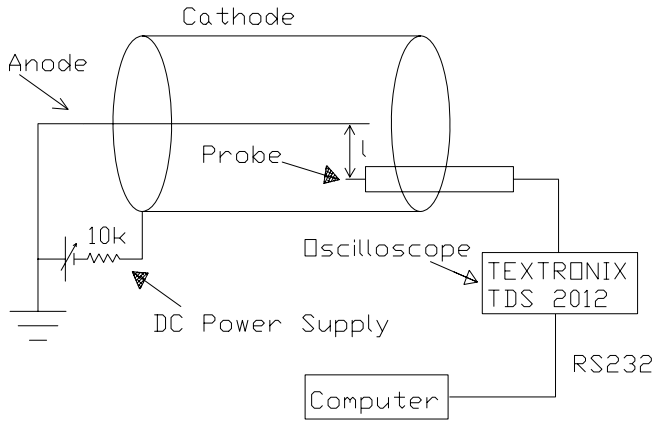 Cathode
Anode
Probe
l
10k
Oscilloscope
TEXTRONIX
TDS 2012
DC Power Supply
RS232
Computer